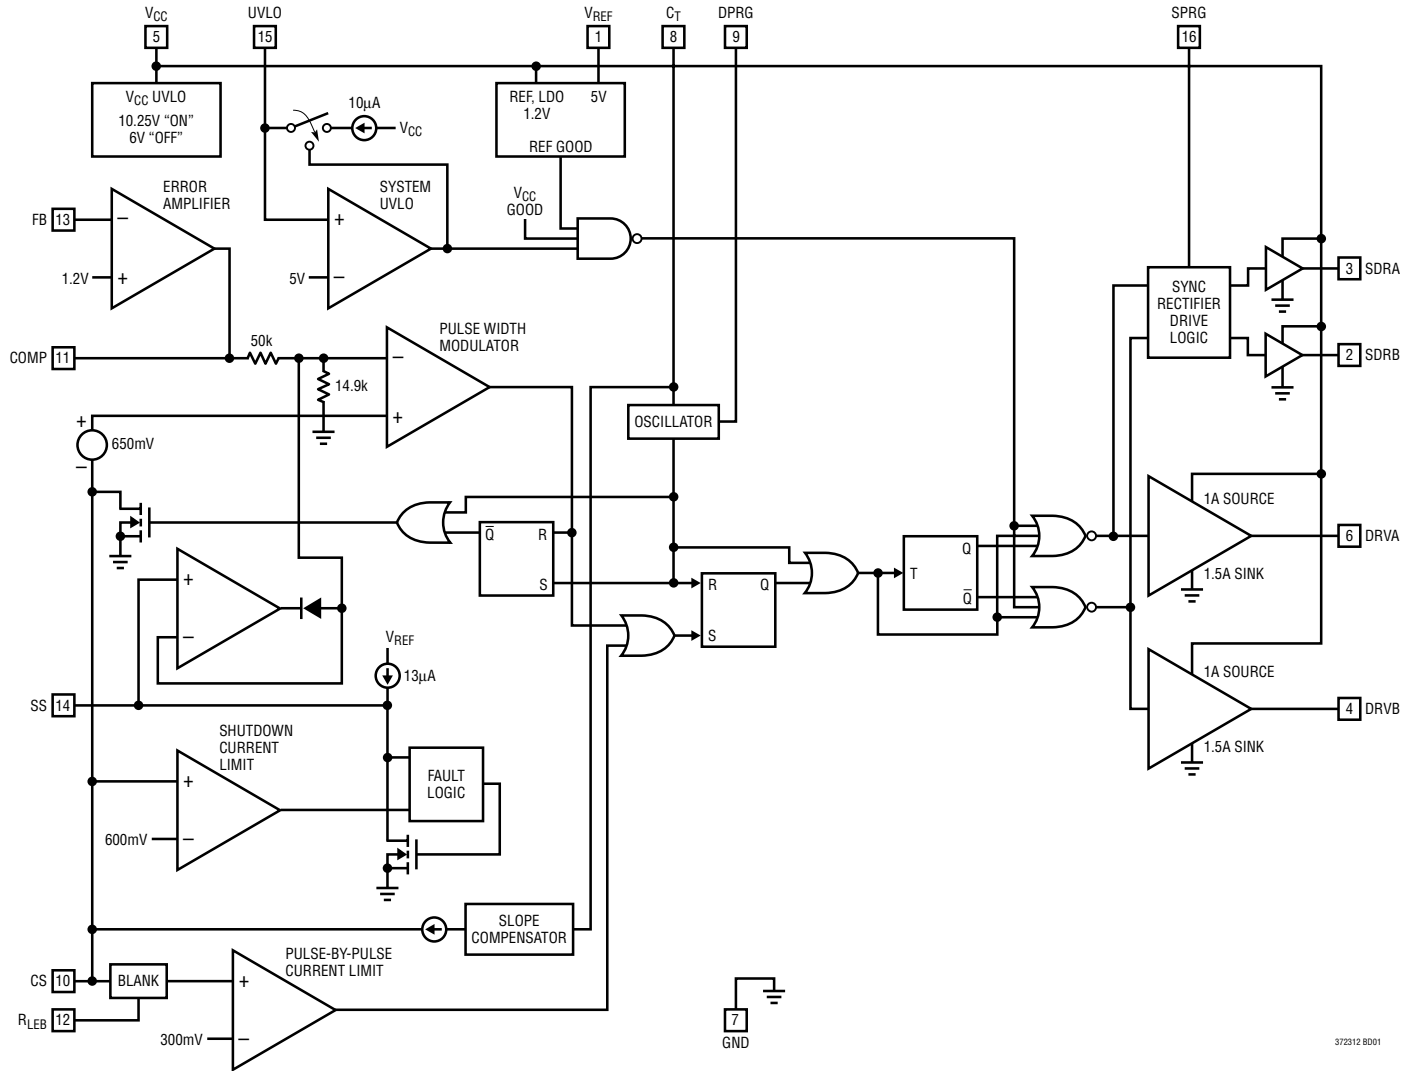 VCC
5
UVLO
15
VREF
1
CT
8
DPRG
9
SPRG
16
VCC UVLO
10.25V “ON”
6V “OFF”
10µA
VCC
REF, LDO
1.2V
5V
REF GOOD
ERROR
AMPLIFIER
FB 13
−
1.2V
+
SYSTEM
UVLO
+
5V
−
VCC
GOOD
SYNC
RECTIFIER
DRIVE
LOGIC
3 SDRA
2 SDRB
COMP 11
50k
14.9k
PULSE WIDTH
MODULATOR
−
+
+
650mV
−
OSCILLATOR
Q̅
R
S
R
Q
S
T
Q
Q̅
1A SOURCE
1.5A SINK
6 DRVA
+
−
VREF
13µA
SS 14
1A SOURCE
1.5A SINK
4 DRVB
SHUTDOWN
CURRENT
LIMIT
+
600mV
−
FAULT
LOGIC
SLOPE
COMPENSATOR
PULSE-BY-PULSE
CURRENT LIMIT
CS 10
BLANK
+
RLEB 12
300mV
−
7
GND
372312 BD01